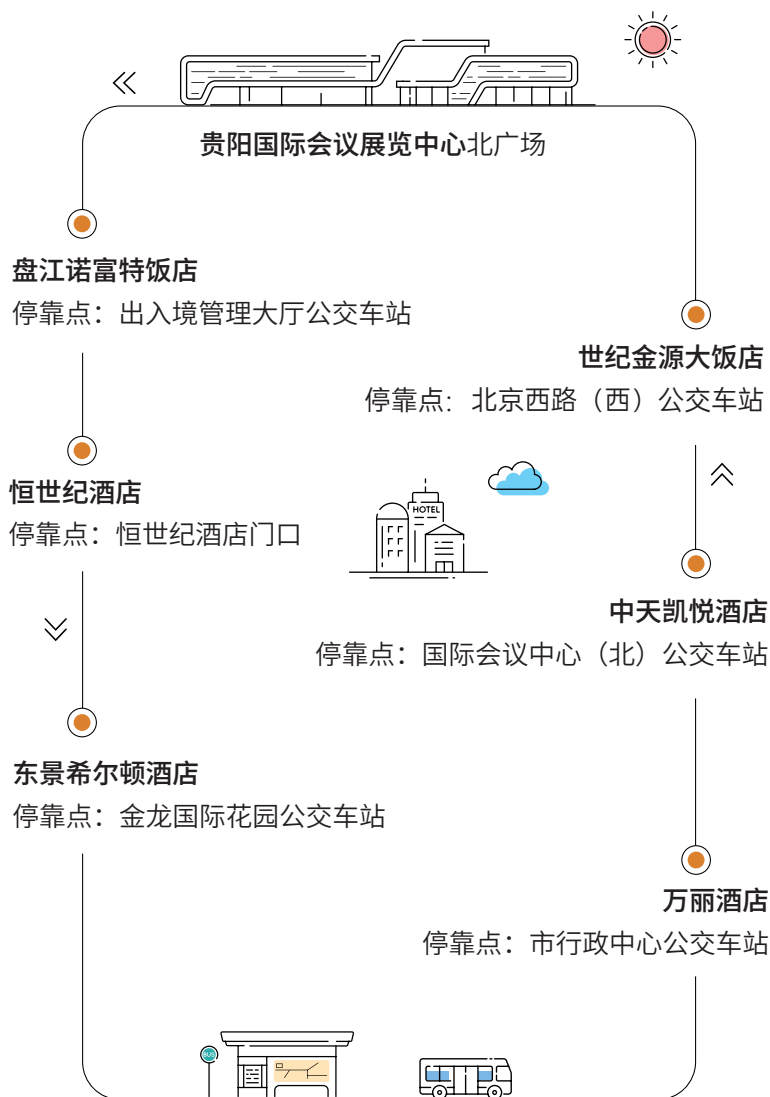 贵阳国际会议展览中心北广场
盘江诺富特饭店
停靠点：出入境管理大厅公交车站
世纪金源大饭店
停靠点：北京西路（西）公交车站
恒世纪酒店
停靠点：恒世纪酒店门口
HOTEL
中天凯悦酒店
停靠点：国际会议中心（北）公交车站
东景希尔顿酒店
停靠点：金龙国际花园公交车站
万丽酒店
停靠点：市行政中心公交车站
BUS